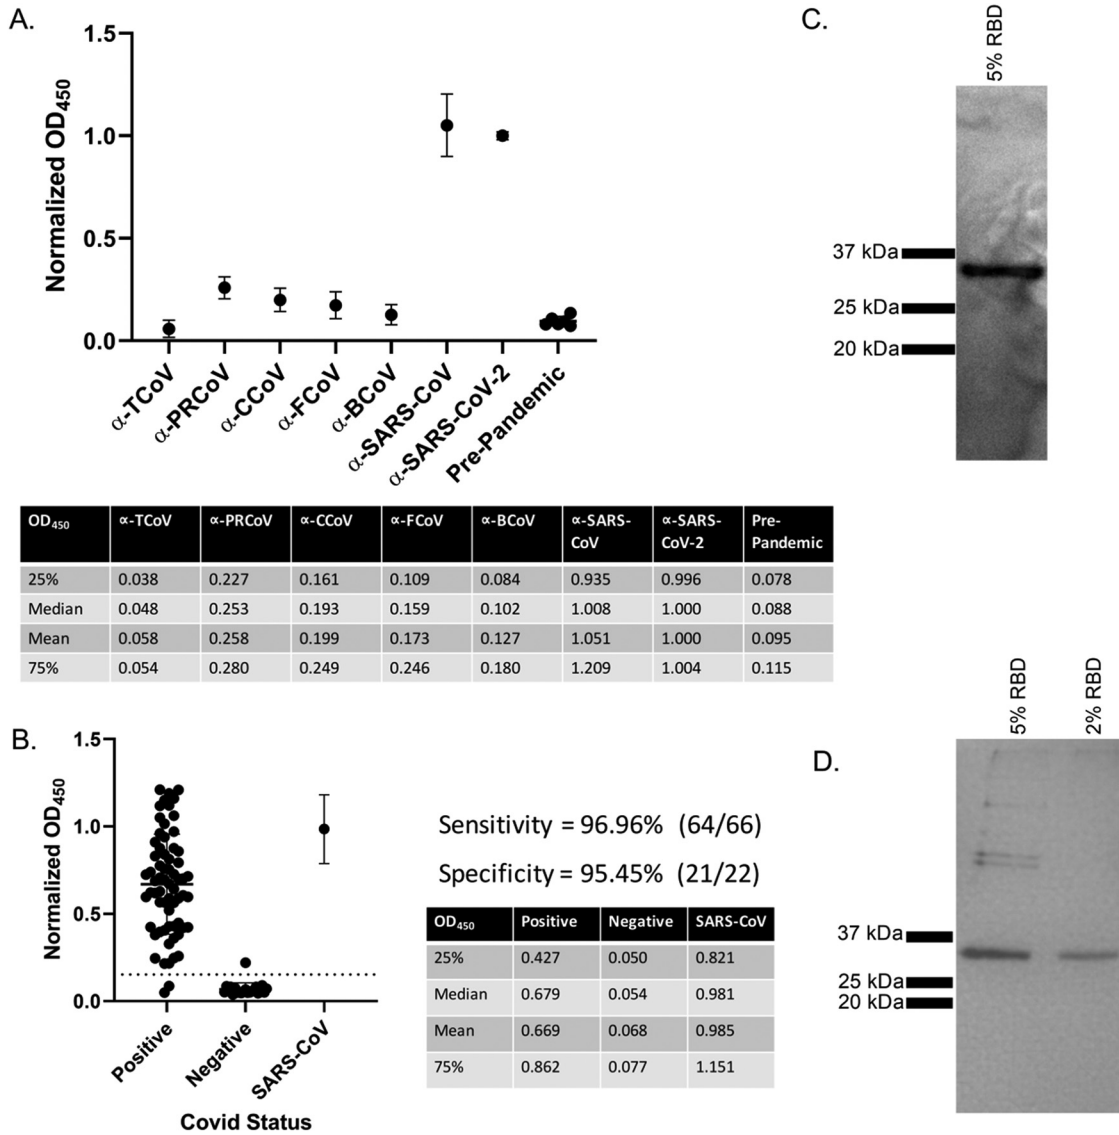 A.
1.5
1.0
0.5
0.0
Normalized OD450
α-TCoV
α-PRCoV
α-CCoV
α-FCoV
α-BCoV
α-SARS-CoV
α-SARS-CoV-2
Pre-Pandemic
OD450 ∝-TCoV ∝-PRCoV ∝-CCoV ∝-FCoV ∝-BCoV ∝-SARS- ∝-SARS- Pre-
CoV CoV-2 Pandemic
25% 0.038 0.227 0.161 0.109 0.084 0.935 0.996 0.078
Median 0.048 0.253 0.193 0.159 0.102 1.008 1.000 0.088
Mean 0.058 0.258 0.199 0.173 0.127 1.051 1.000 0.095
75% 0.054 0.280 0.249 0.246 0.180 1.209 1.004 0.115
B.
1.5
1.0
0.5
0.0
Normalized OD450
Positive
Negative
SARS-CoV
Covid Status
Sensitivity = 96.96% (64/66)
Specificity = 95.45% (21/22)
OD450 Positive Negative SARS-CoV
25% 0.427 0.050 0.821
Median 0.679 0.054 0.981
Mean 0.669 0.068 0.985
75% 0.862 0.077 1.151
C.
5% RBD
37 kDa
25 kDa
20 kDa
D.
5% RBD
2% RBD
37 kDa
25 kDa
20 kDa